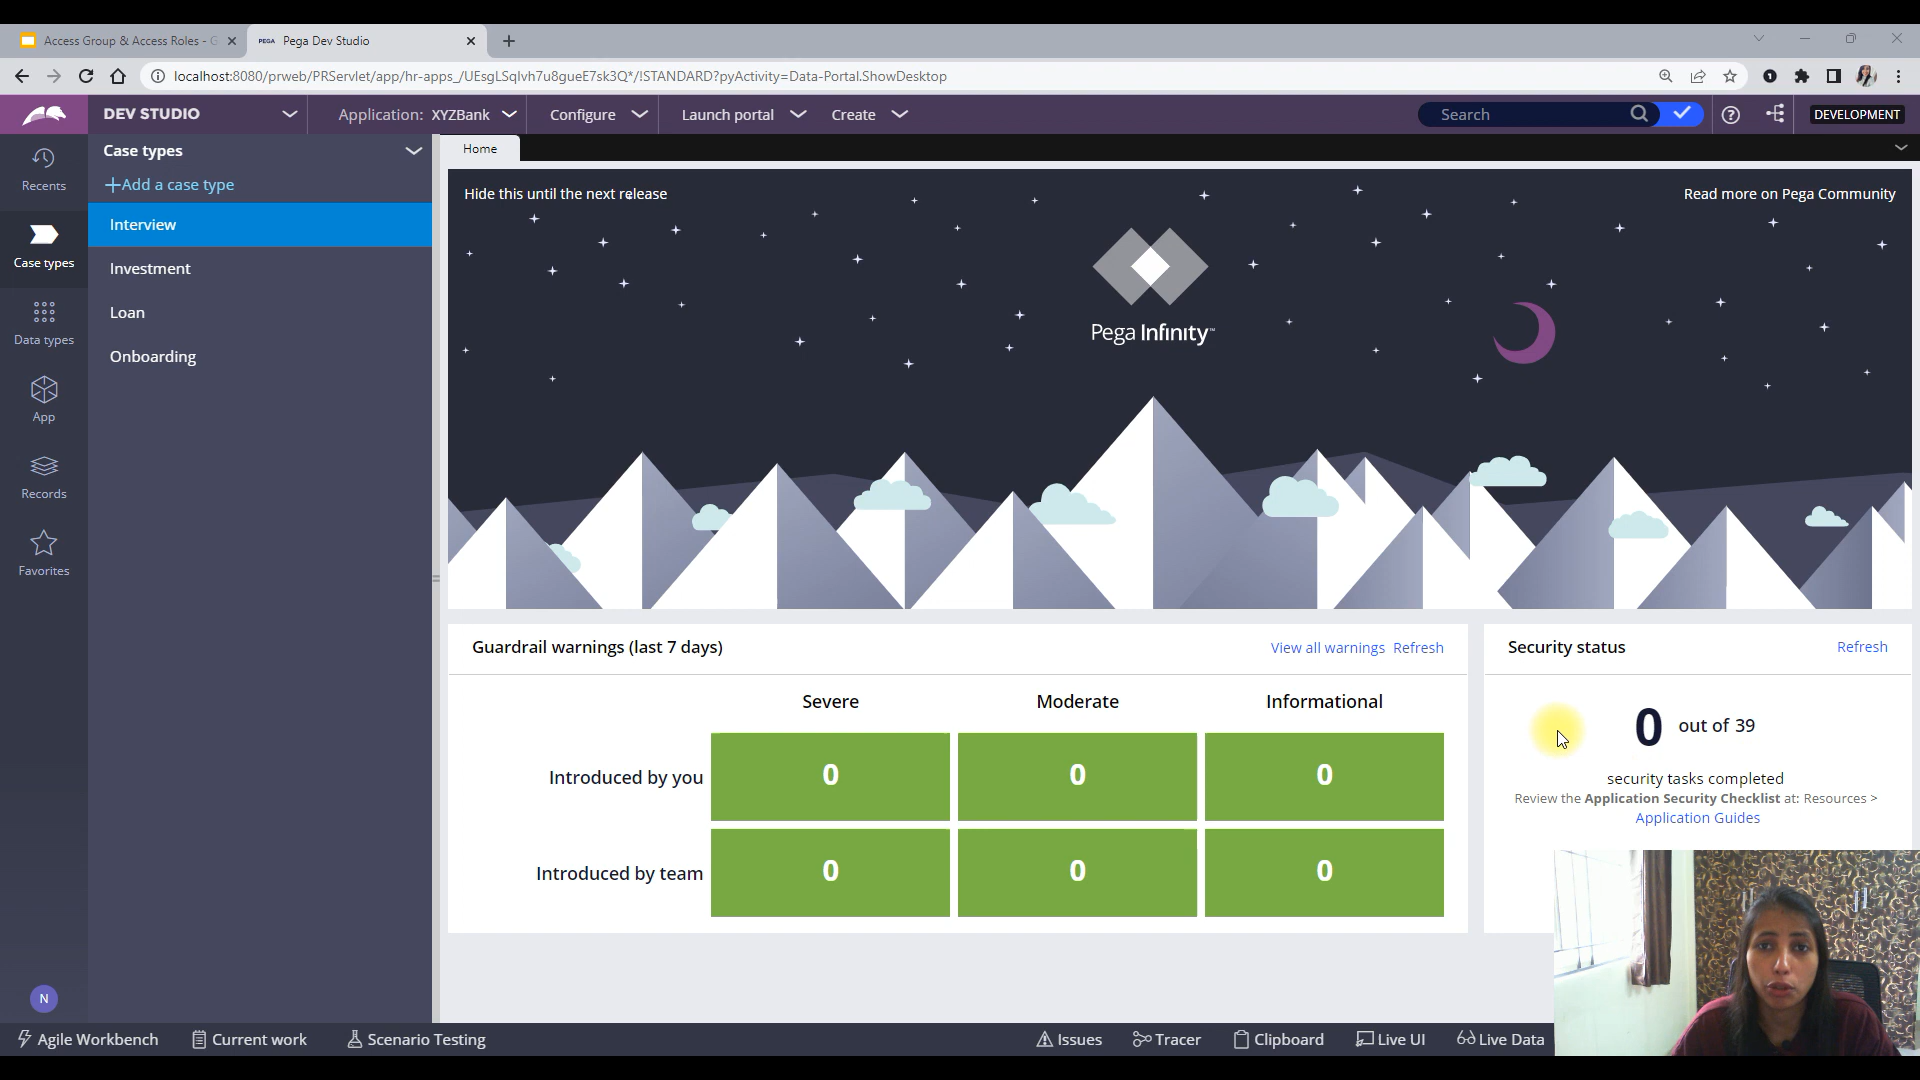 Access Group & Access Roles - G
PEGA Pega Dev Studio
localhost:8080/prweb/PRServlet/app/hr-apps_/UEsgLSqIvh7u8gueE7sk3Q*/!STANDARD?pyActivity=Data-Portal.ShowDesktop
DEV STUDIO
Application: XYZBank
Configure
Launch portal
Create
Search
DEVELOPMENT
Recents
Case types
Data types
App
Records
Favorites
N
Case types
Add a case type
Interview
Investment
Loan
Onboarding
Home
Hide this until the next release
Read more on Pega Community
Pega Infinity™
Guardrail warnings (last 7 days)
View all warnings Refresh
Severe Moderate Informational
Introduced by you 0 0 0
Introduced by team 0 0 0
Security status
Refresh
0 out of 39
security tasks completed
Review the Application Security Checklist at: Resources >
Application Guides
Agile Workbench
Current work
Scenario Testing
Issues
Tracer
Clipboard
Live UI
Live Data